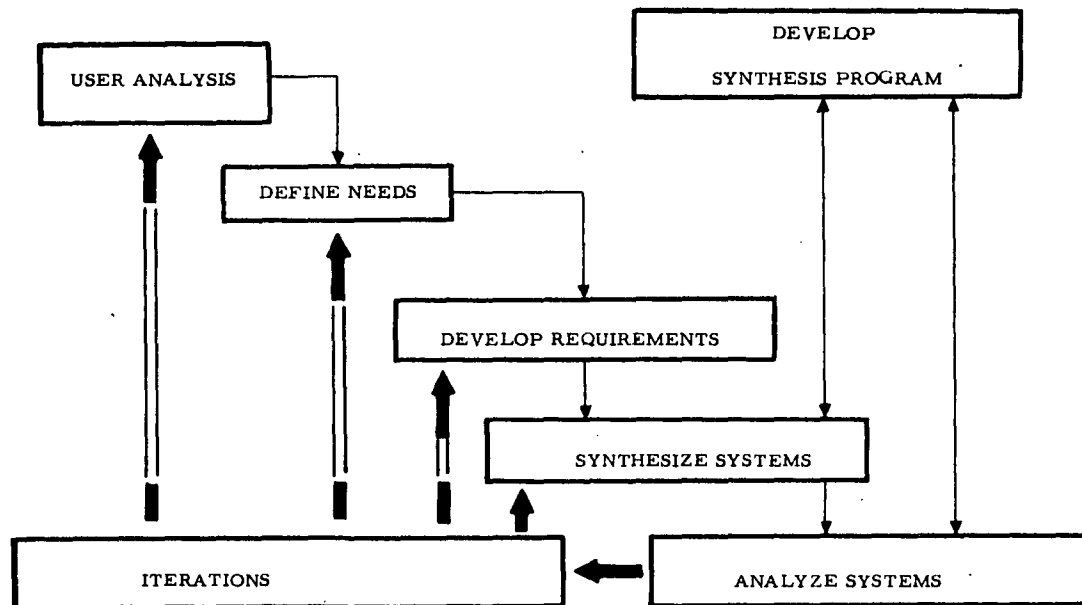 DEVELOP
SYNTHESIS PROGRAM
USER ANALYSIS
DEFINE NEEDS
DEVELOP REQUIREMENTS
SYNTHESIZE SYSTEMS
ITERATIONS
ANALYZE SYSTEMS